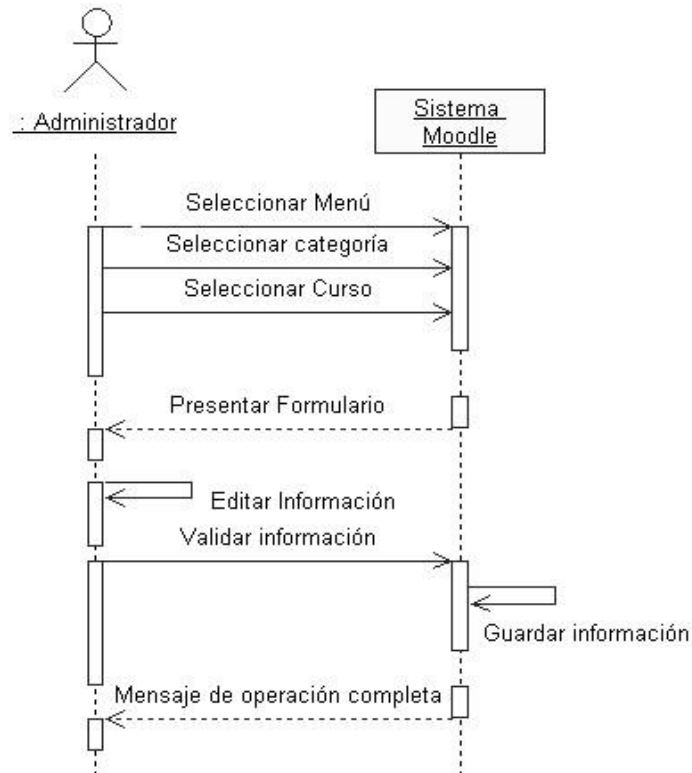 : Administrador
Sistema
Moodle
Seleccionar Menú
Seleccionar categoría
Seleccionar Curso
Presentar Formulario
Editar Información
Validar información
Guardar información
Mensaje de operación completa